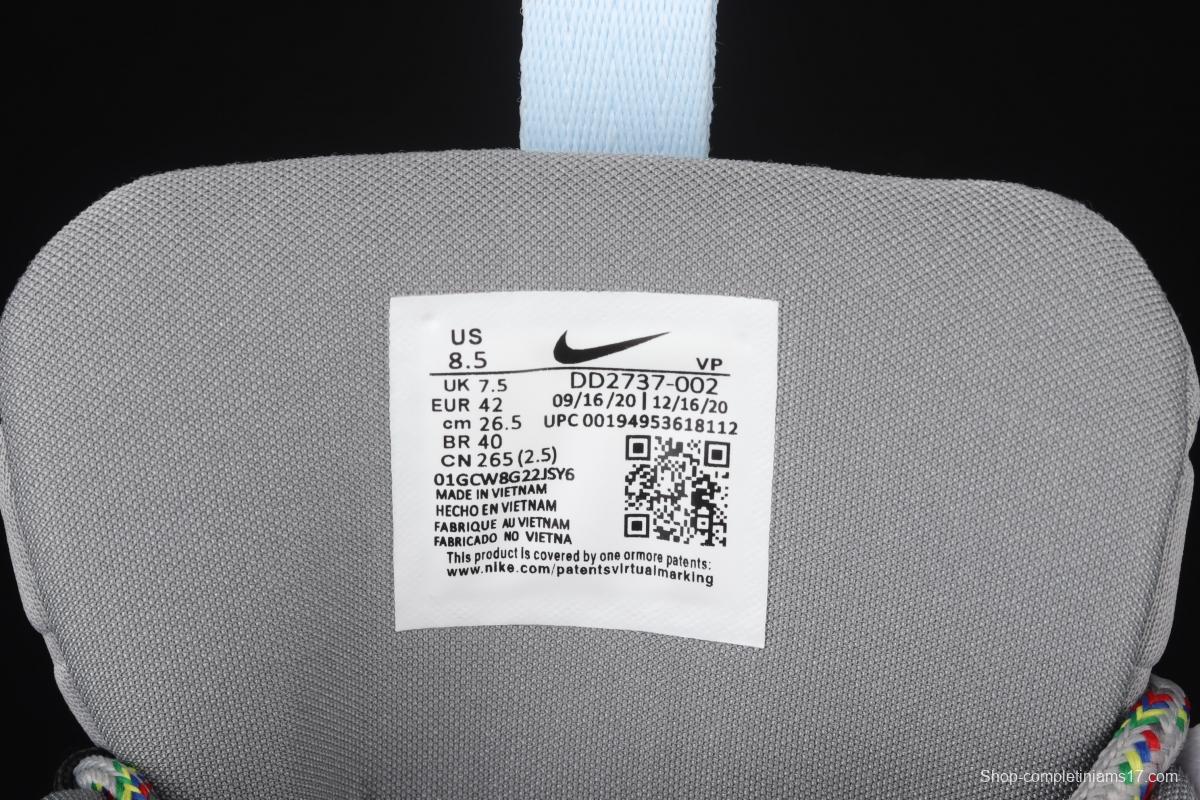 US
8.5
VP
UK 7.5
DD2737-002
EUR 42
09/16/20 | 12/16/20
cm 26.5
UPC 00194953618112
BR 40
CN 265 (2.5)
01GCW8G22JSY6
MADE IN VIETNAM
HECHO EN VIETNAM
FABRIQUE AU VIETNAM
FABRICADO NO VIETNA
This product is covered by one ormore patents:
www.nike.com/patentsvirtualmarking
Shop-completinjams17.com